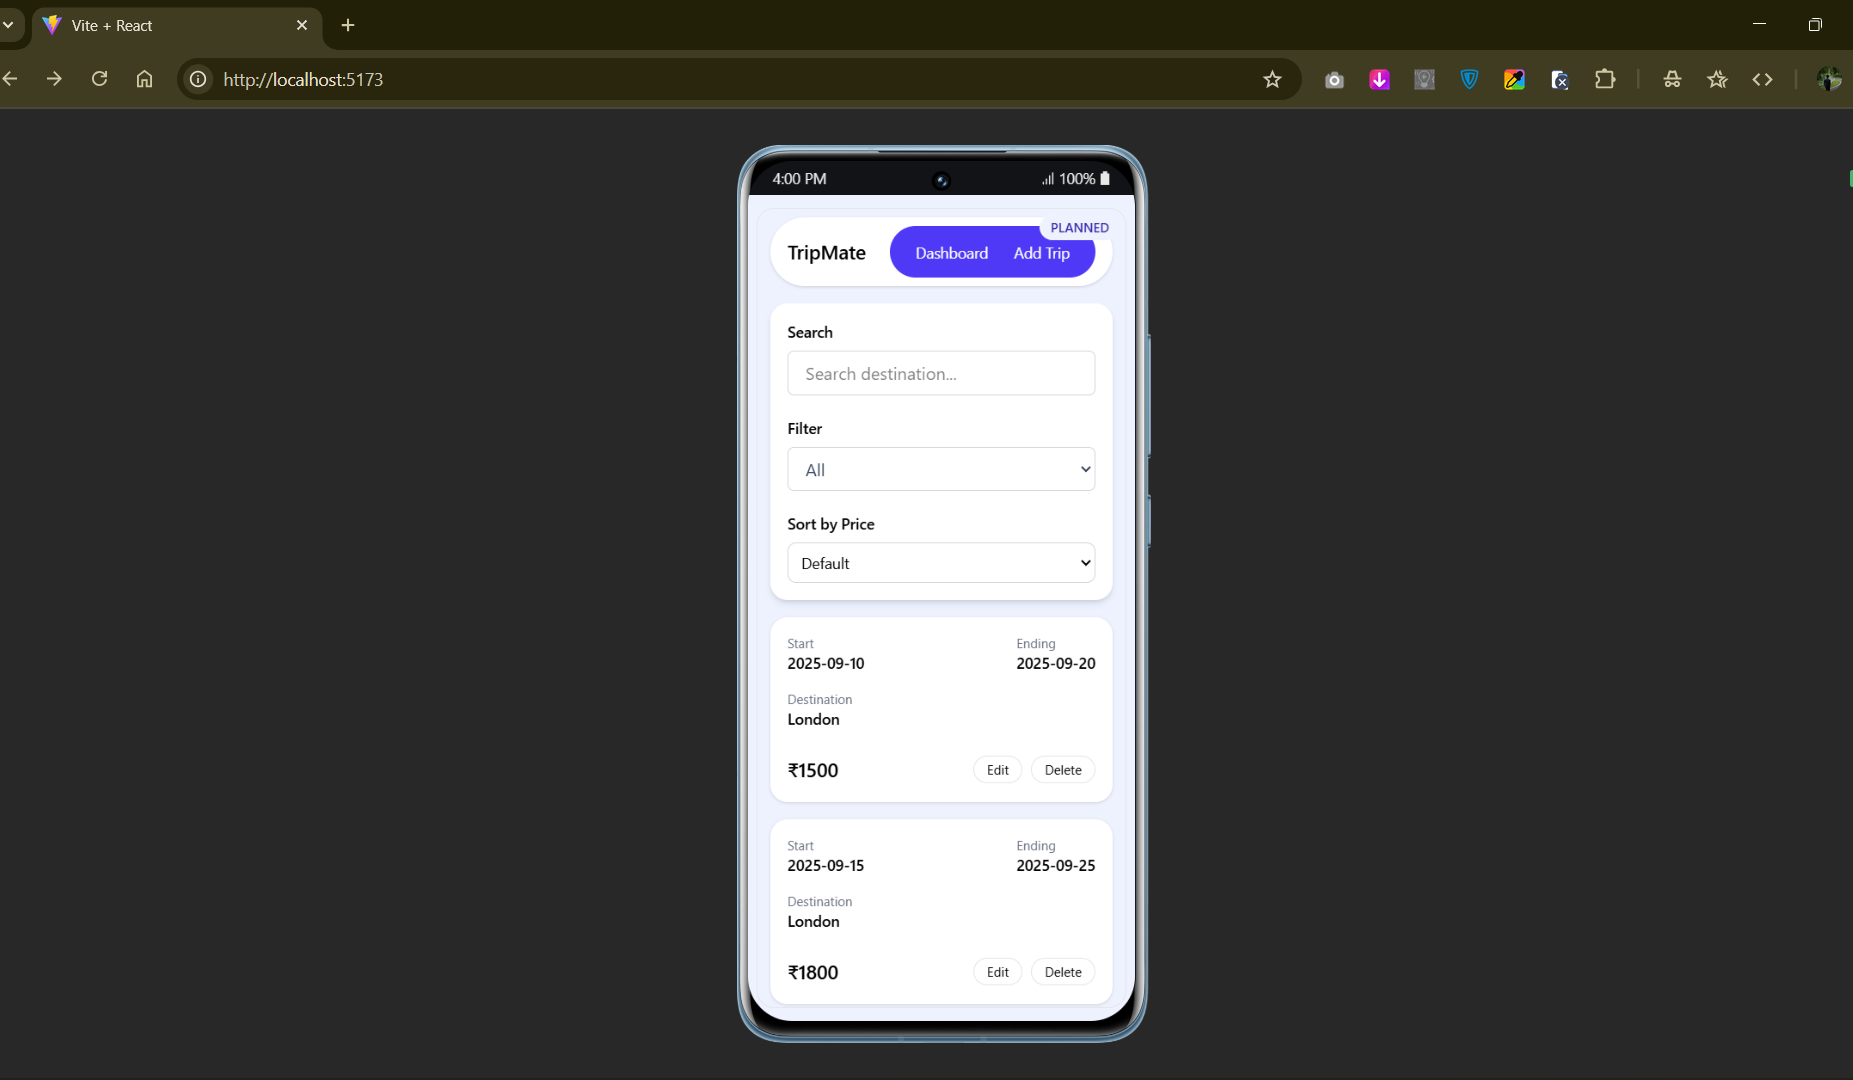 Vite + React
http://localhost:5173
4:00 PM
100%
PLANNED
TripMate
Dashboard
Add Trip
Search
Search destination...
Filter
All
Sort by Price
Default
Start
Ending
2025-09-10
2025-09-20
Destination
London
₹1500
Edit
Delete
Start
Ending
2025-09-15
2025-09-25
Destination
London
₹1800
Edit
Delete